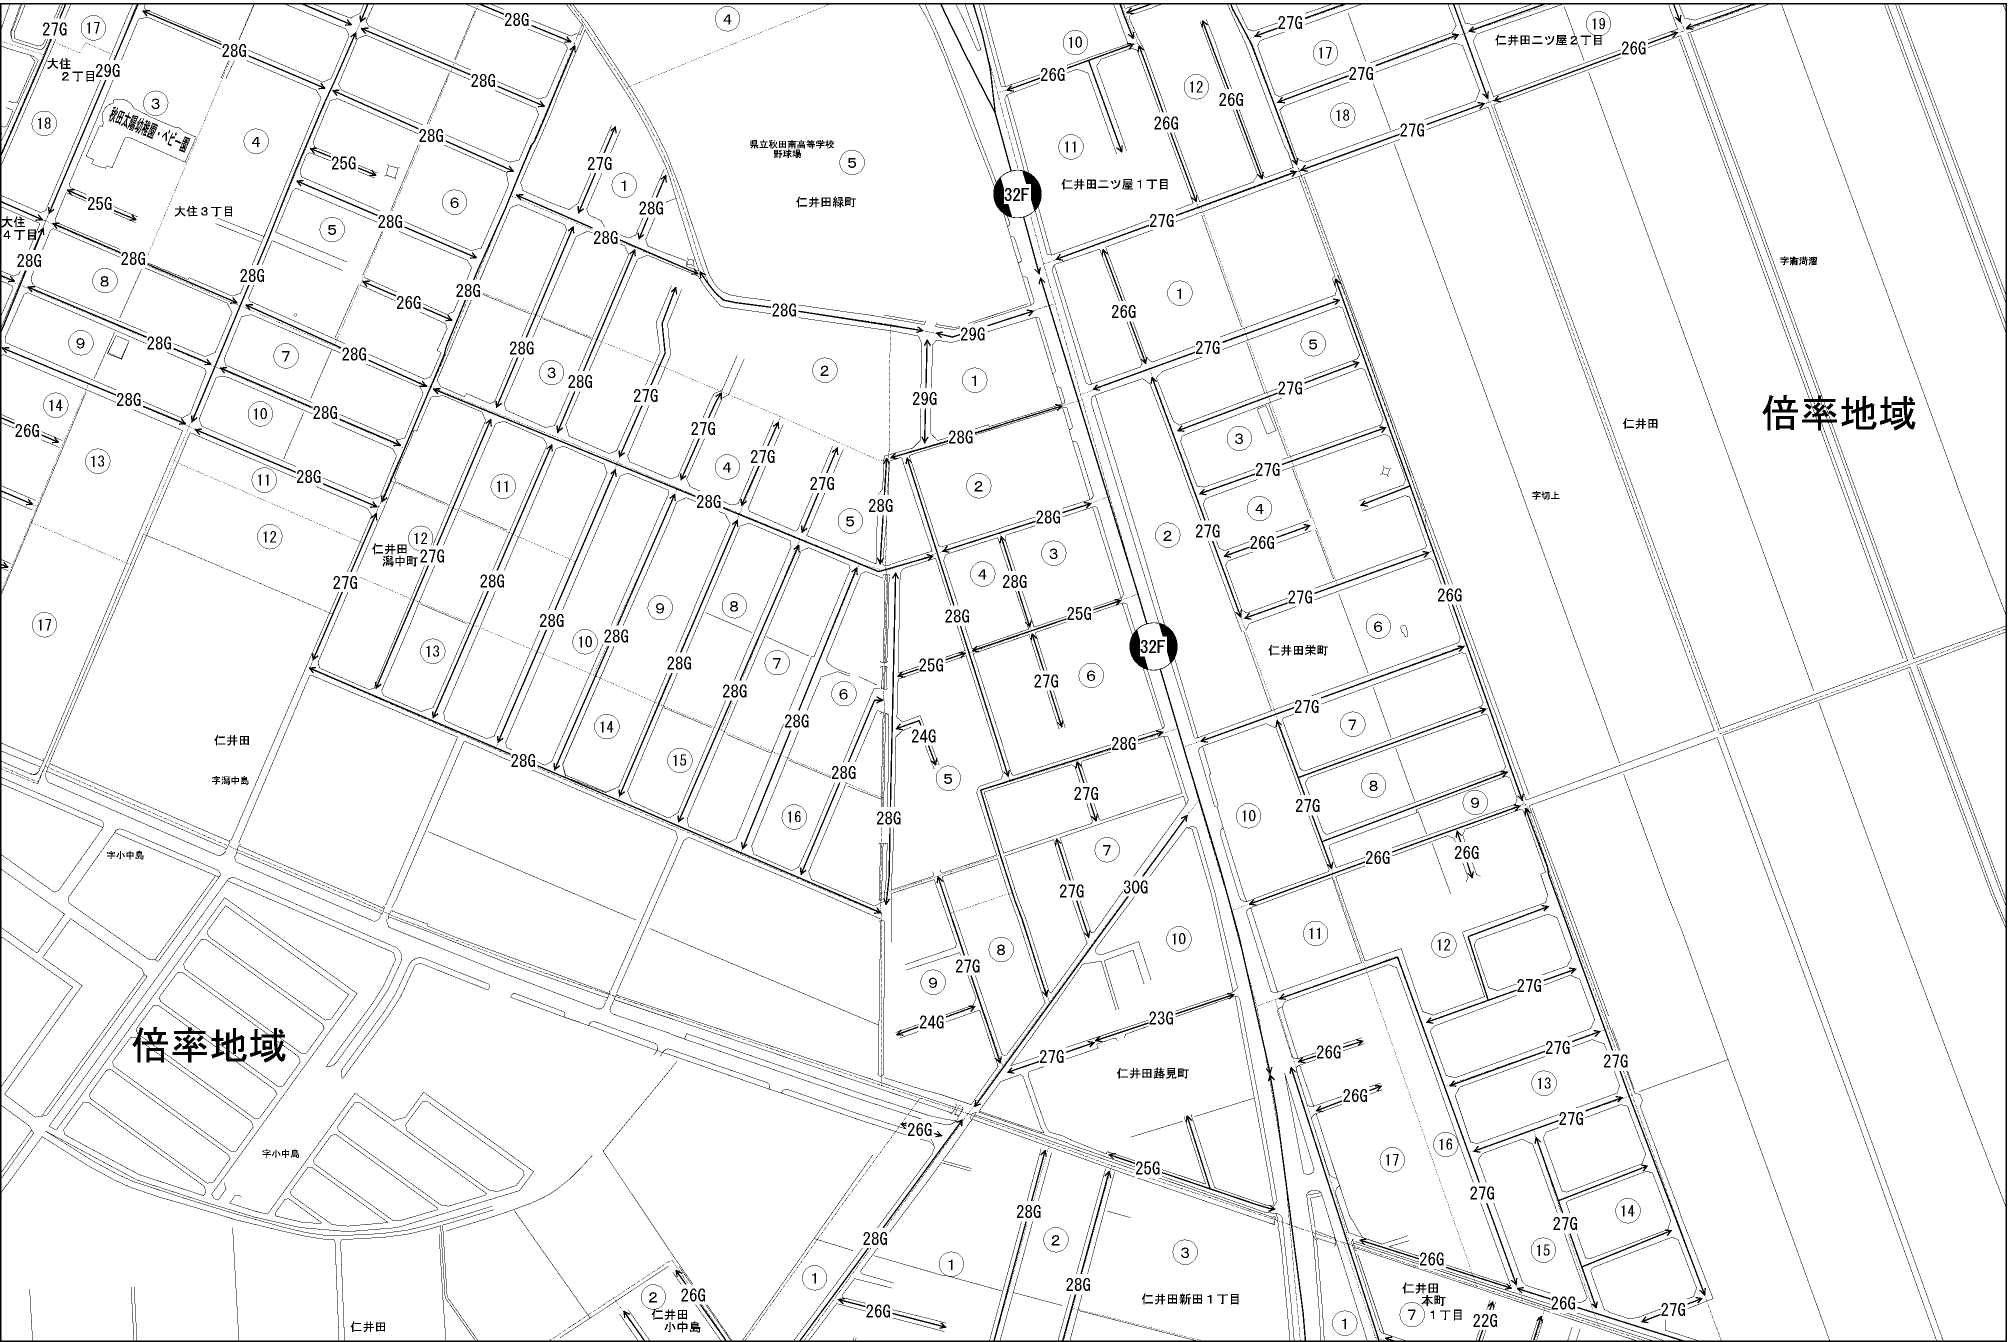 27G
17
28G
28G
4
10
27G
17
19
仁井田二ツ屋２丁目
26G
大住
２丁目
29G
28G
26G
27G
12
26G
3
秋田太陽幼稚園・ベビー園
18
4
28G
26G
18
27G
県立秋田南高等学校
野球場
5
11
25G
27G
1
32F
仁井田二ツ屋１丁目
25G
大住３丁目
6
仁井田緑町
28G
大住
４丁目
28G
5
28G
27G
28G
28G
28G
8
28G
28G
26G
1
28G
29G
26G
9
28G
7
28G
28G
27G
5
3
28G
2
1
27G
14
28G
10
28G
27G
29G
倍率地域
仁井田
26G
27G
27G
28G
3
13
11
28G
11
4
27G
27G
28G
2
27G
字切上
28G
28G
5
28G
4
12
12
仁井田
潟中町
27G
27G
28G
3
2
27G
26G
4
28G
28G
25G
27G
26G
17
28G
28G
9
8
28G
6
10
13
28G
7
25G
32F
仁井田栄町
27G
6
28G
6
27G
7
仁井田
14
28G
24G
28G
字潟中島
28G
15
28G
5
27G
8
27G
9
16
28G
10
字小中島
7
26G
26G
27G
30G
11
12
8
10
27G
9
27G
倍率地域
24G
23G
26G
27G
27G
27G
仁井田蕗見町
13
26G
27G
26G
16
字小中島
25G
17
27G
28G
14
28G
27G
2
3
15
1
1
26G
28G
26G
26G
2
仁井田
小中島
26G
仁井田新田１丁目
仁井田
本町
１丁目
7
26G
27G
仁井田
1
22G